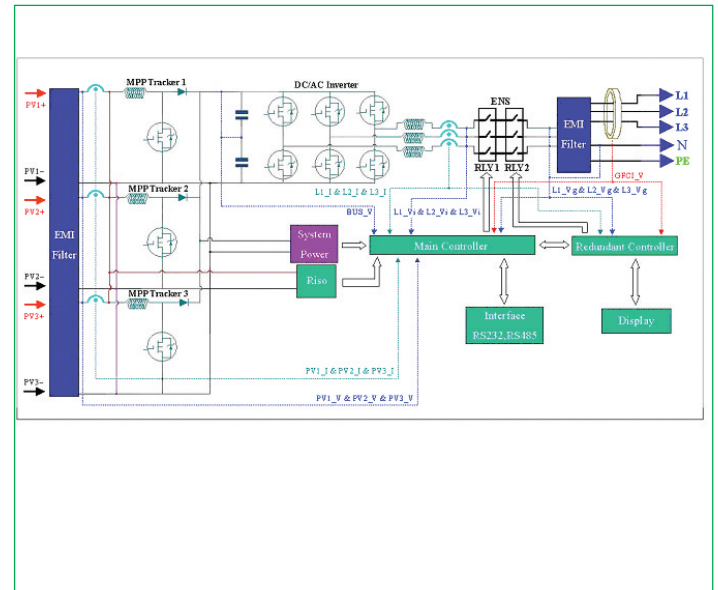 MPP Tracker 1
DC/AC Inverter
ENS
PV1+
L1
L2
L3
N
PE
EMI
Filter
RLY1 RLY2
GFCI_V
PV1-
MPP Tracker 2
PV2+
L1_I & L2_I & L3_I
BUS_V
L1_Vi & L2_Vi & L3_Vi
L1_Vg & L2_Vg & L3_Vg
EMI
Filter
System
Power
Main Controller
Redundant Controller
Riso
PV2-
MPP Tracker 3
PV3+
Interface
RS232,RS485
Display
PV1_I & PV2_I & PV3_I
PV3-
PV1_V & PV2_V & PV3_V